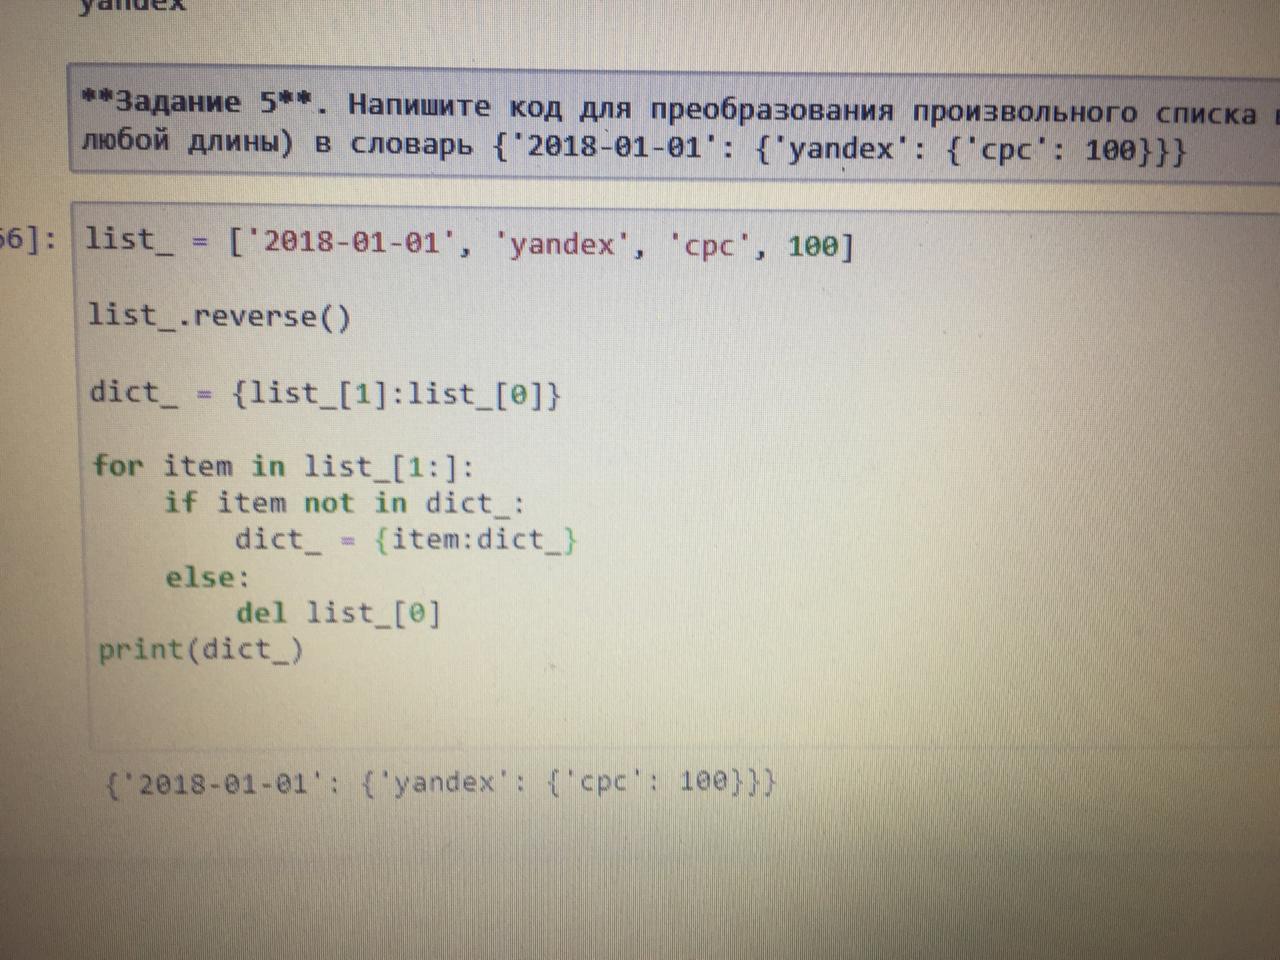 yandex
**Задание 5**. Напишите код для преобразования произвольного списка
любой длины) в словарь {'2018-01-01': {'yandex': {'cpc': 100}}}
56]: list_ = ['2018-01-01', 'yandex', 'cpc', 100]
list_.reverse()
dict_ = {list_[1]:list_[0]}
for item in list_[1:]:
if item not in dict_:
dict_ = {item:dict_}
else:
del list_[0]
print(dict_)
{'2018-01-01': {'yandex': {'cpc': 100}}}